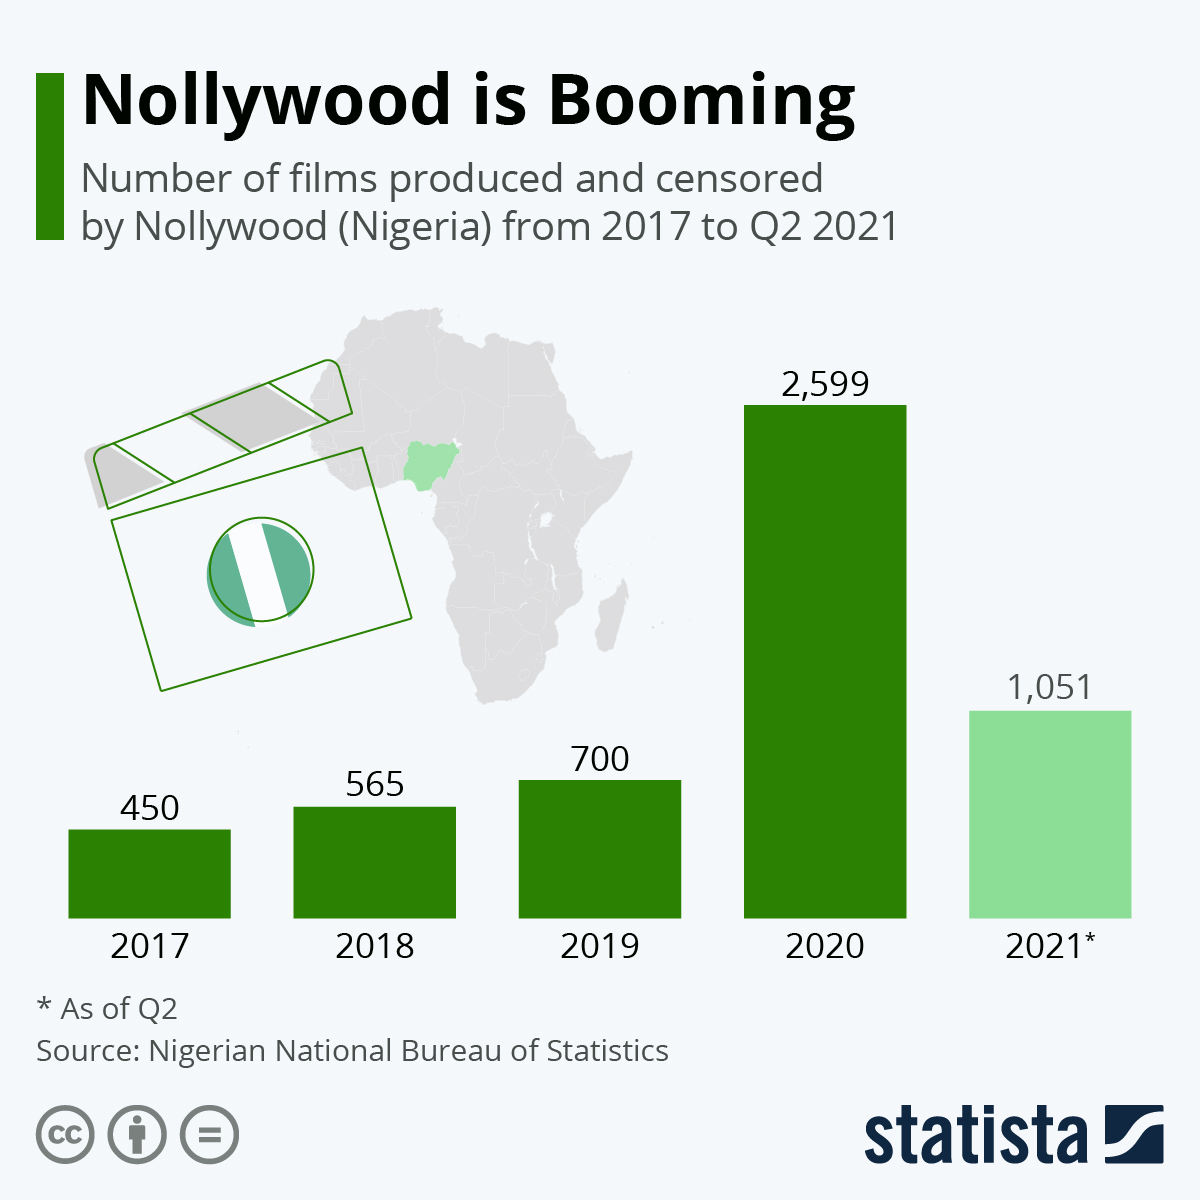 Nollywood is Booming
Number of films produced and censored
by Nollywood (Nigeria) from 2017 to Q2 2021
2,599
1,051
700
565
450
2017
2018
2019
2020
2021*
* As of Q2
Source: Nigerian National Bureau of Statistics
cc
statista